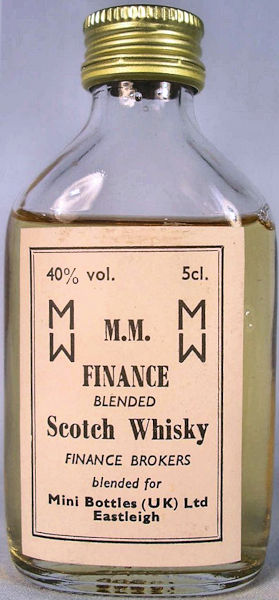 40% vol. 5cl.
M M
W M.M. W
FINANCE
BLENDED
Scotch Whisky
FINANCE BROKERS
blended for
Mini Bottles (UK) Ltd
Eastleigh